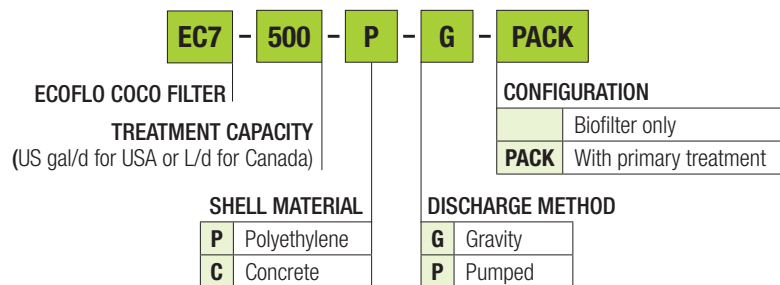 EC7 - 500 - P - G - PACK
ECOFLO COCO FILTER
TREATMENT CAPACITY
(US gal/d for USA or L/d for Canada)
CONFIGURATION
Biofilter only
PACK With primary treatment
SHELL MATERIAL
P Polyethylene
C Concrete
DISCHARGE METHOD
G Gravity
P Pumped